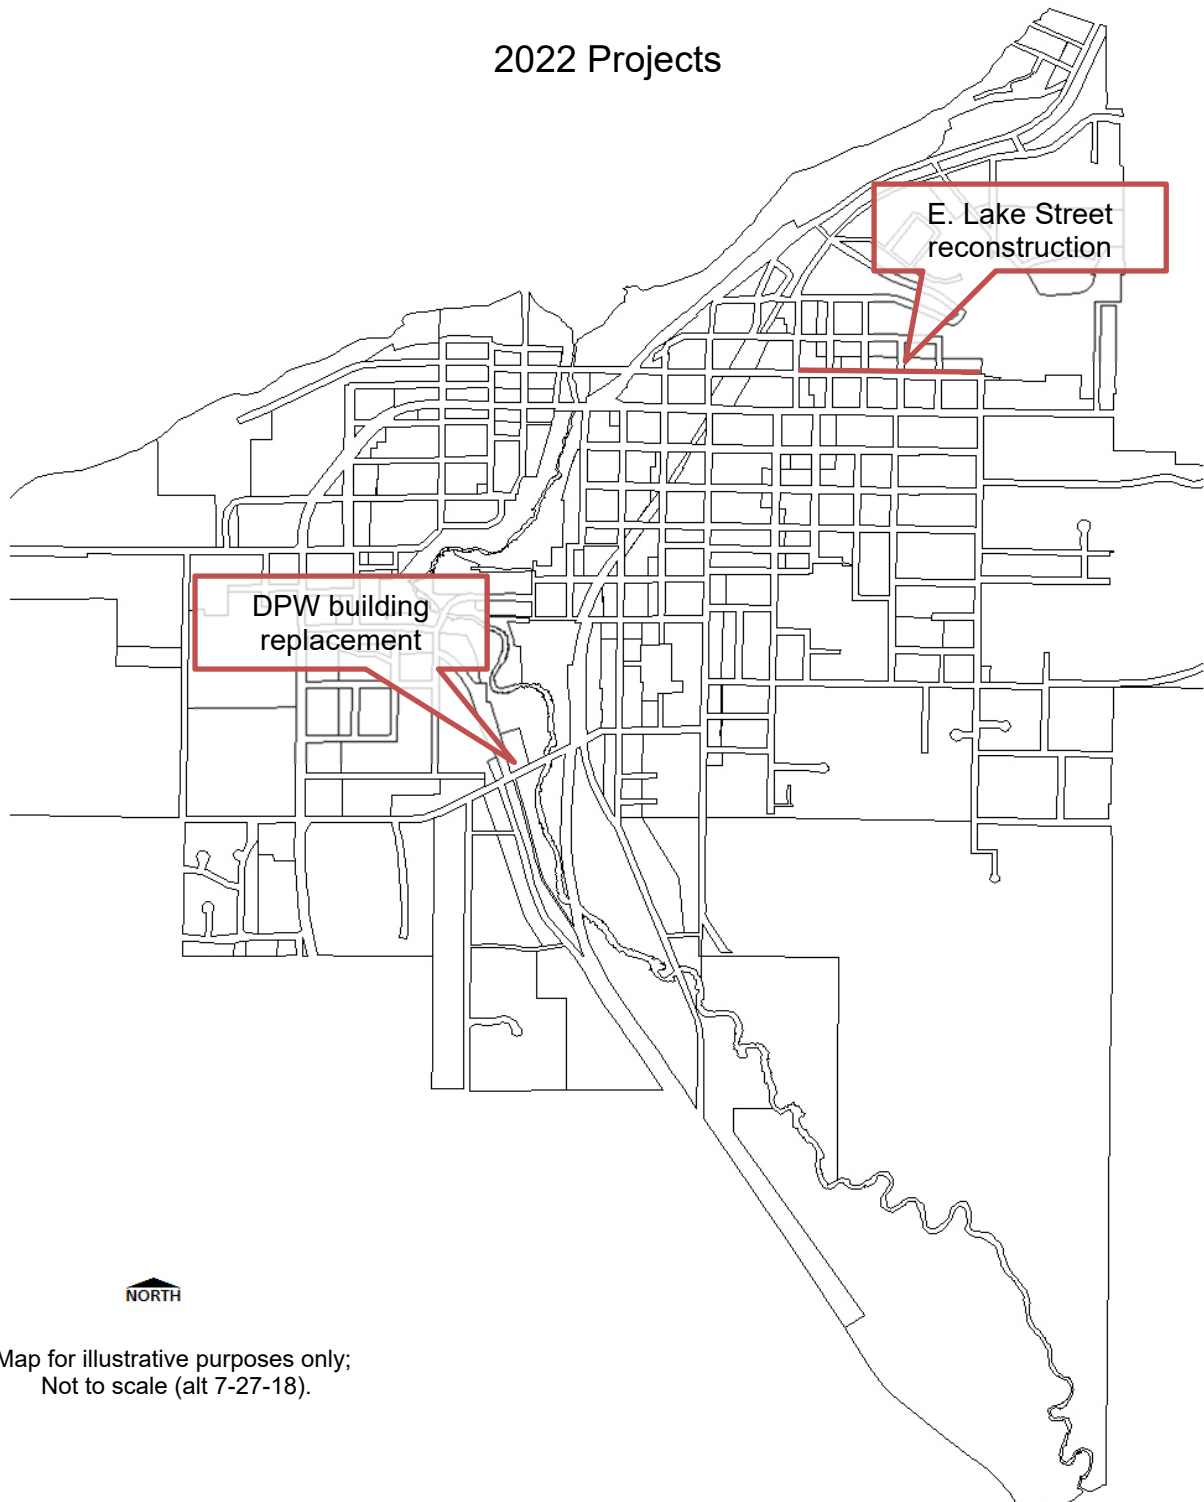 2022 Projects
E. Lake Street
reconstruction
DPW building
replacement
NORTH
Map for illustrative purposes only;
Not to scale (alt 7-27-18).